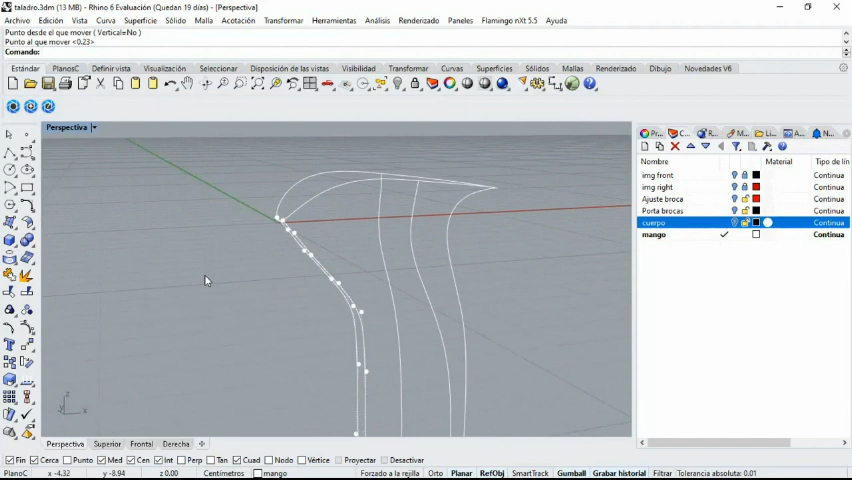 taladro.3dm (13 MB) - Rhino 6 Evaluación (Quedan 19 días) - [Perspectiva]
Archivo Edición Vista Curva Superficie Sólido Malla Acotación Transformar Herramientas Análisis Renderizado Paneles Flamingo nXt 5.5 Ayuda
Punto desde el que mover ( Vertical=No )
Punto al que mover <0.23>
Comando:
Estándar PlanosC Definir vista Visualización Seleccionar Disposición de las vistas Visibilidad Transformar Curvas Superficies Sólidos Mallas Renderizado Dibujo Novedades V6
Perspectiva
Pr... C... R... M... Li... A... N...
Nombre Material Tipo de lín
img front Continua
img right Continua
Ajuste broca Continua
Porta brocas Continua
cuerpo Continua
mango Continua
z
y x
Perspectiva Superior Frontal Derecha
Fin Cerca Punto Med Cen Int Perp Tan Cuad Nodo Vértice Proyectar Desactivar
PlanoC x -4.32 y -8.94 z 0.00 Centímetros mango Forzado a la rejilla Orto Planar RefObj SmartTrack Gumball Grabar historial Filtrar Tolerancia absoluta: 0.01